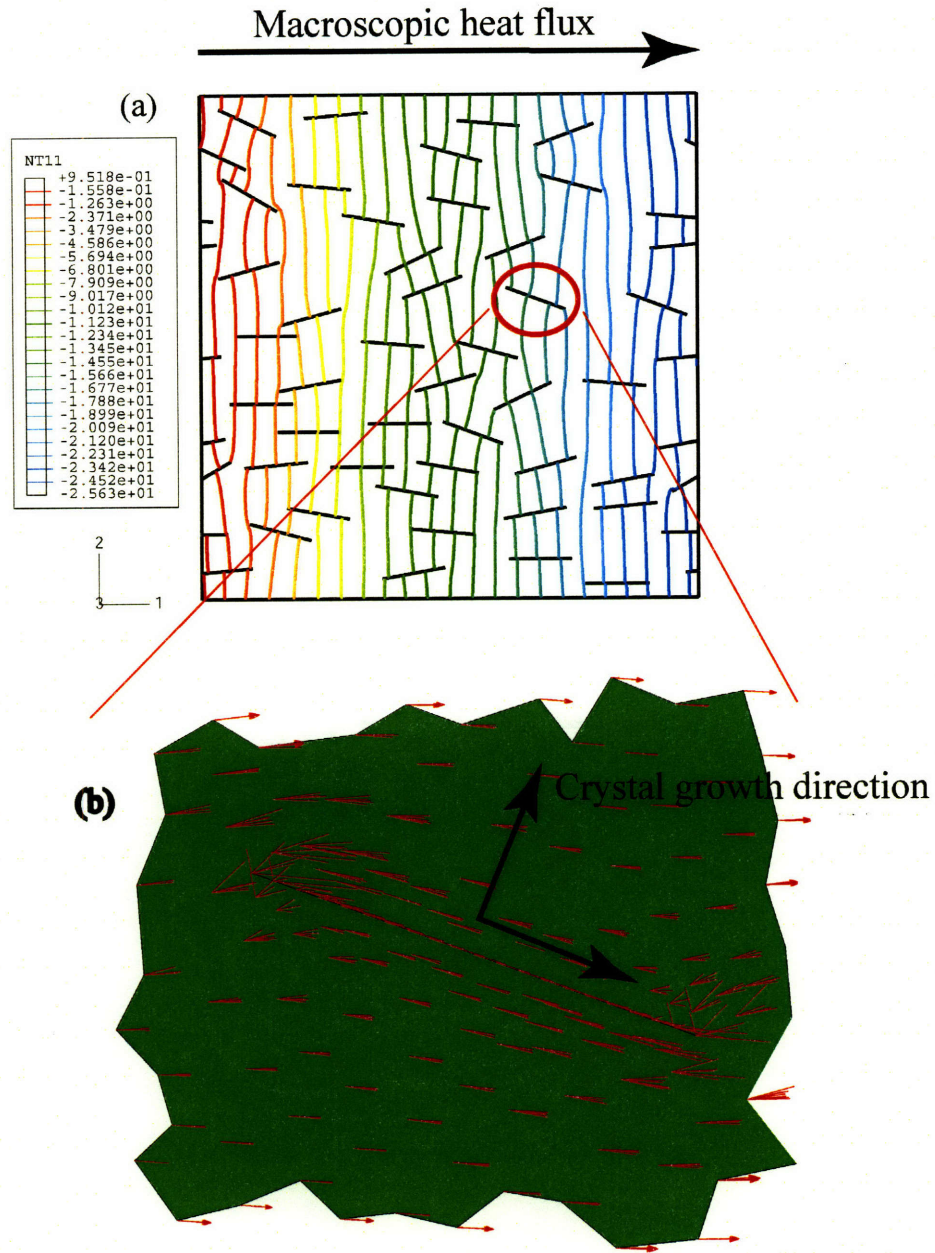 Macroscopic heat flux
(a)
NT11
+9.518e-01
-1.558e-01
-1.263e+00
-2.371e+00
-3.479e+00
-4.586e+00
-5.694e+00
-6.801e+00
-7.909e+00
-9.017e+00
-1.012e+01
-1.123e+01
-1.234e+01
-1.345e+01
-1.455e+01
-1.566e+01
-1.677e+01
-1.788e+01
-1.899e+01
-2.009e+01
-2.120e+01
-2.231e+01
-2.342e+01
-2.452e+01
-2.563e+01
2
3 1
(b)
Crystal growth direction